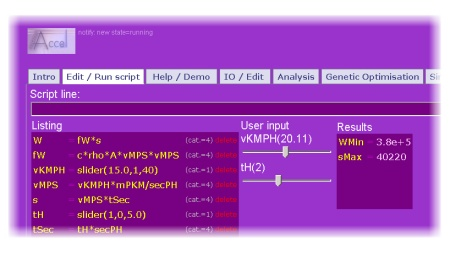 Accel
notify: new state=running
Intro Edit / Run script Help / Demo IO / Edit Analysis Genetic Optimisation
Script line:
Listing
W = fW*s (cat.=4) delete
fW = c*rho*A*vMPS*vMPS (cat.=4) delete
vKMPH = slider(15.0,1,40) (cat.=1) delete
vMPS = vKMPH*mPKM/secPH (cat.=4) delete
s = vMPS*tSec (cat.=4) delete
tH = slider(1,0,5.0) (cat.=1) delete
tSec = tH*secPH (cat.=4) delete
User input
vKMPH(20.11)
tH(2)
Results
WMin = 3.8e+5
sMax = 40220